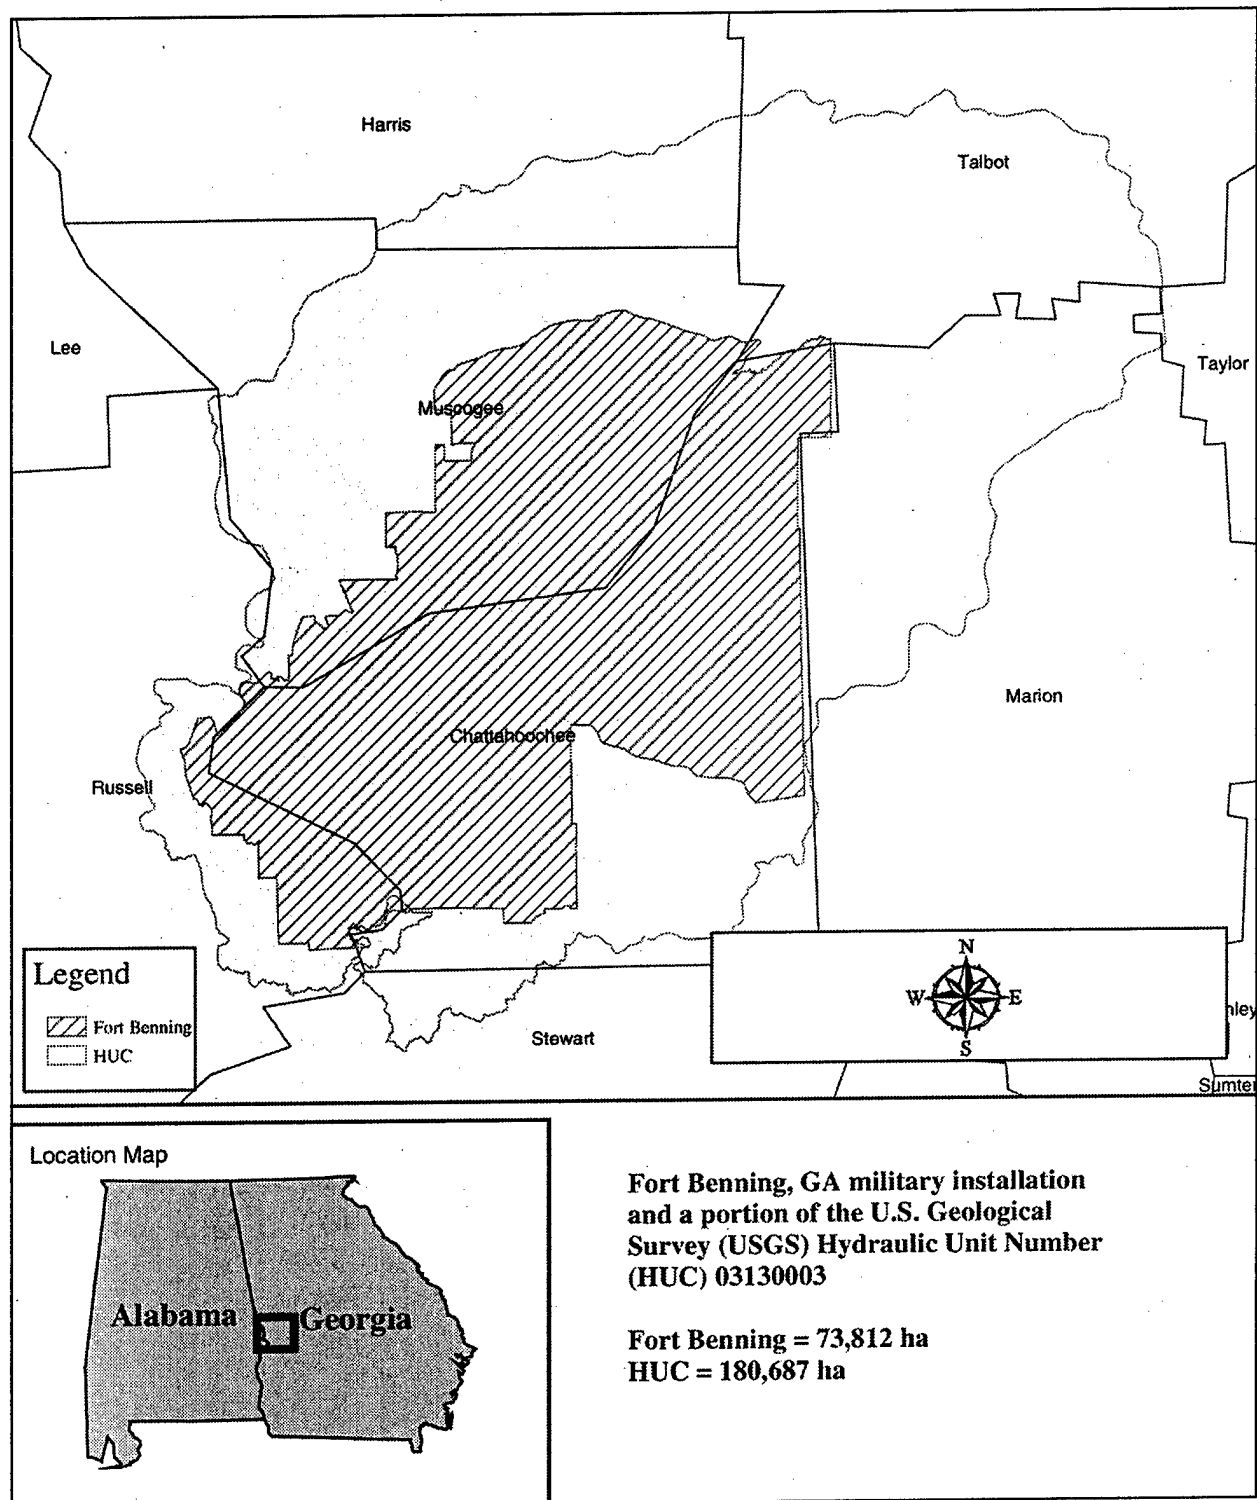 Harris
Talbot
Lee
Taylor
Muscogee
Marion
Chattahoochee
Russell
Legend
Fort Benning
HUC
Stewart
N
W
E
S
nley
Sumter
Location Map
Alabama
Georgia
Fort Benning, GA military installation
and a portion of the U.S. Geological
Survey (USGS) Hydraulic Unit Number
(HUC) 03130003
Fort Benning = 73,812 ha
HUC = 180,687 ha